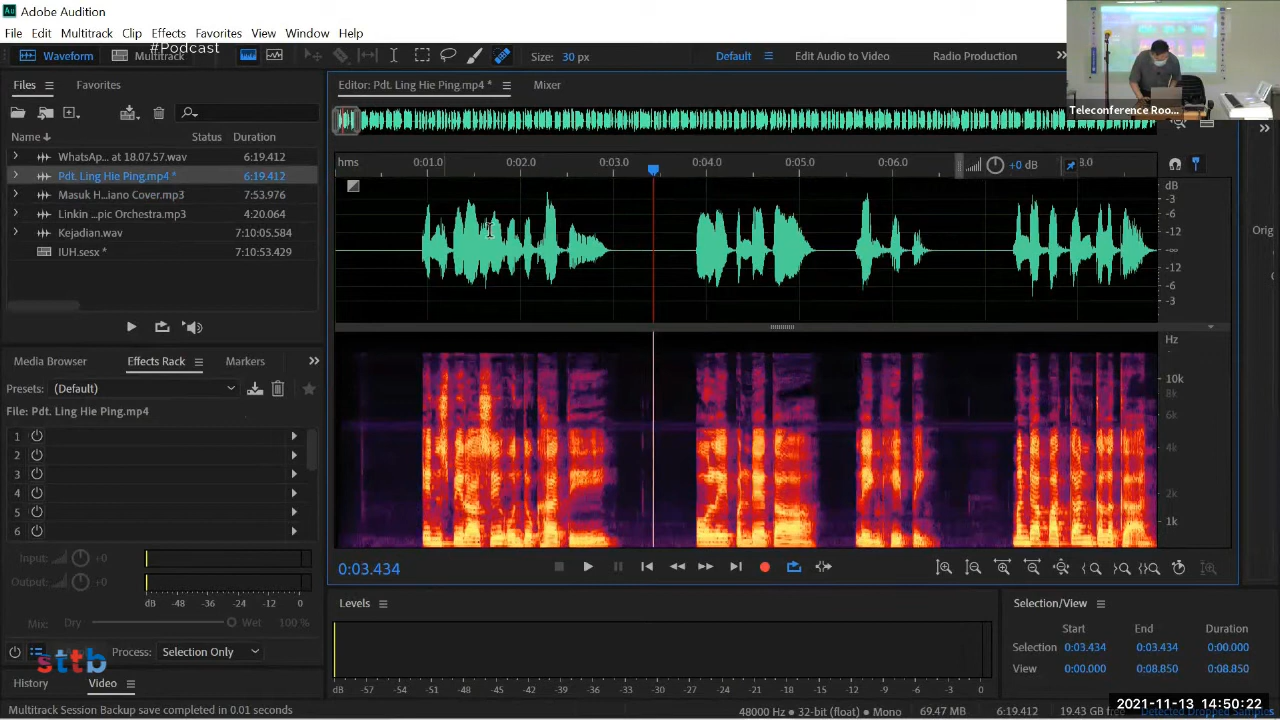 Au Adobe Audition
File Edit Multitrack Clip Effects Favorites View Window Help
#Podcast
Waveform Multitrack Size: 30 px Default Edit Audio to Video Radio Production
Teleconference Roo...
Files Favorites
Name Status Duration
WhatsAp... at 18.07.57.wav 6:19.412
Pdt. Ling Hie Ping.mp4 * 6:19.412
Masuk H...iano Cover.mp3 7:53.976
Linkin ...pic Orchestra.mp3 4:20.064
Kejadian.wav 7:10:05.584
IUH.sesx * 7:10:53.429
Media Browser Effects Rack Markers
Presets: (Default)
File: Pdt. Ling Hie Ping.mp4
1
2
3
4
5
6
Input: +0
Output: +0
dB -48 -36 -24 -12 0
Mix: Dry Wet 100 %
Process: Selection Only
sttb
History Video
Multitrack Session Backup save completed in 0.01 seconds
Editor: Pdt. Ling Hie Ping.mp4 * Mixer
hms 0:01.0 0:02.0 0:03.0 0:04.0 0:05.0 0:06.0 +0 dB 8.0
dB
-3
-6
-12
-∞
-12
-6
-3
Hz
10k
8k
6k
4k
2k
1k
Orig
0:03.434
Levels
dB -57 -54 -51 -48 -45 -42 -39 -36 -33 -30 -27 -24 -21 -18 -15 -12 -9 -6 -3 0
Selection/View
Start End Duration
Selection 0:03.434 0:03.434 0:00.000
View 0:00.000 0:08.850 0:08.850
2021-11-13 14:50:22
48000 Hz • 32-bit (float) • Mono 69.47 MB 6:19.412 19.43 GB free